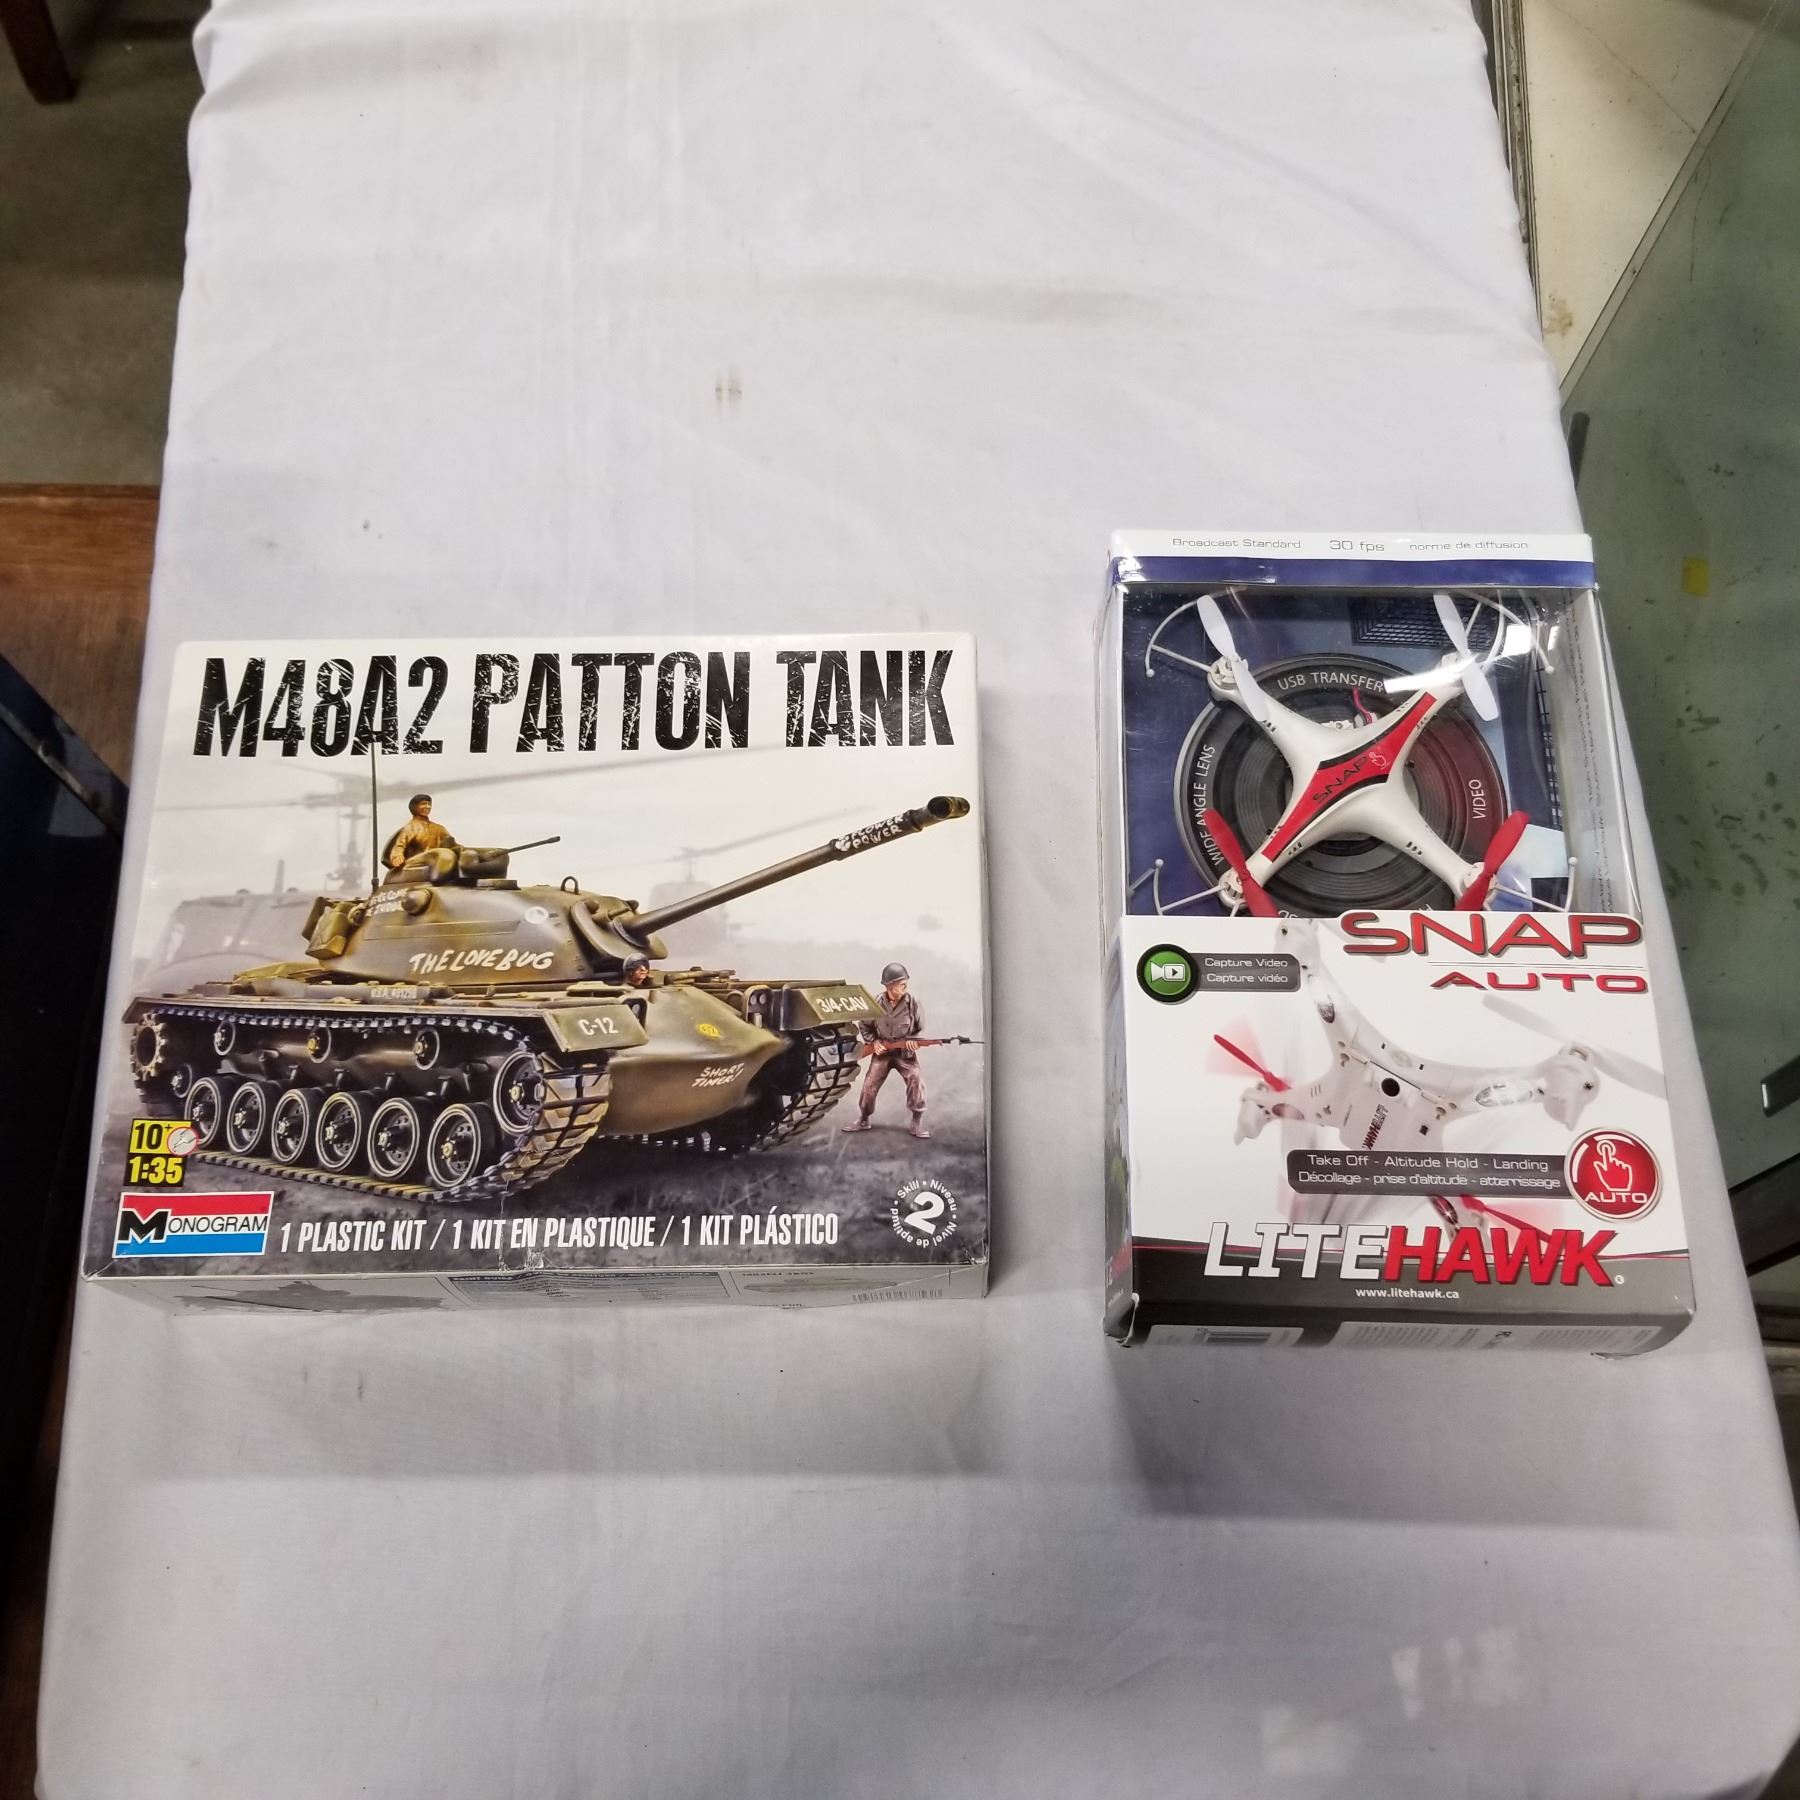 M48A2 PATTON TANK
FLOWER
POWER
THE LOVE BUG
C-12
3/4-CAV
SHORT
TIMER!
10+
1:35
MONOGRAM
1 PLASTIC KIT / 1 KIT EN PLASTIQUE / 1 KIT PLÁSTICO
Skill • Niveau • Nivel de aptitud
2
Broadcast Standard 30 fps norme de diffusion
USB TRANSFER
WIDE ANGLE LENS
VIDEO
SNAP
SNAP
AUTO
Capture Video
Capture vidéo
Take Off - Altitude Hold - Landing
Décollage - prise d'altitude - atterrissage
AUTO
LITEHAWK
www.litehawk.ca